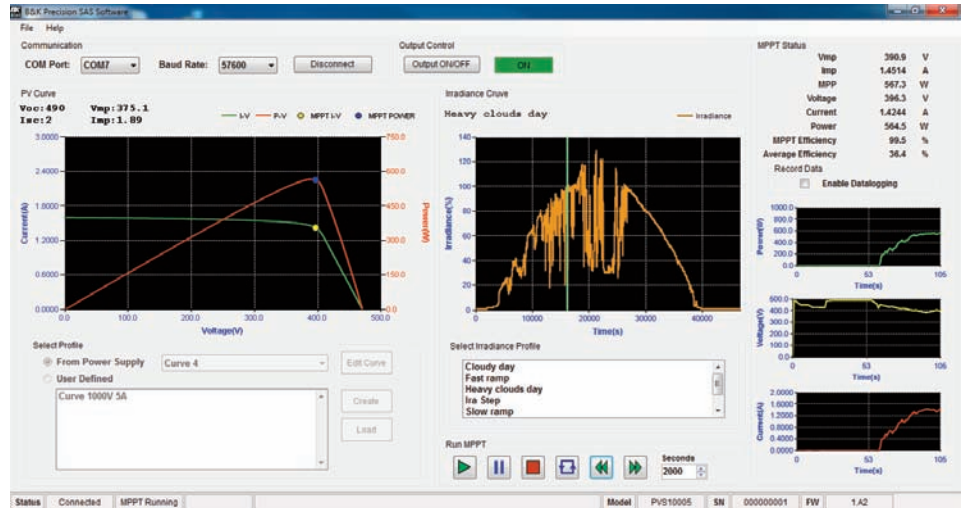 B&K Precision SAS Software
File Help
Communication
COM Port: COM7 Baud Rate: 57600 Disconnect
Output Control
Output ON/OFF ON
PV Curve
Voc:490 Vmp:375.1
Isc:2 Imp:1.89
I-V P-V MPPT I-V MPPT POWER
3.0000
2.4000
1.8000
1.2000
0.6000
0.0000
Current(A)
750.0
600.0
450.0
300.0
150.0
0.0
Power(W)
0.0 100.0 200.0 300.0 400.0 500.0
Voltage(V)
Select Profile
From Power Supply Curve 4 Edit Curve
User Defined
Curve 1000V 5A
Create
Load
Irradiance Cruve
Heavy clouds day Irradiance
140
120
100
80
60
40
20
0
Irradiance(%)
0 10000 20000 30000 40000
Time(s)
Select Irradiance Profile
Cloudy day
Fast ramp
Heavy clouds day
Ira Step
Slow ramp
Run MPPT
Seconds
2000
MPPT Status
Vmp 390.9 V
Imp 1.4514 A
MPP 567.3 W
Voltage 396.3 V
Current 1.4244 A
Power 564.5 W
MPPT Efficiency 99.5 %
Average Efficiency 36.4 %
Record Data
Enable Datalogging
1000.0
800.0
600.0
400.0
200.0
0.0
Power(W)
0 53 105
Time(s)
500.0
400.0
300.0
200.0
100.0
0.0
Voltage(V)
0 53 105
Time(s)
2.0000
1.6000
1.2000
0.8000
0.4000
0.0000
Current(A)
0 53 105
Time(s)
Status Connected MPPT Running Model PVS10005 SN 000000001 FW 1.A2